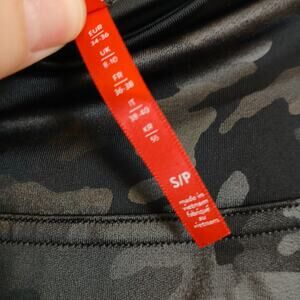 EUR
34-36
UK
8-10
FR
36-38
IT
38-40
KR
55
S/P
made in
vietnam
fabriqué
au
vietnam